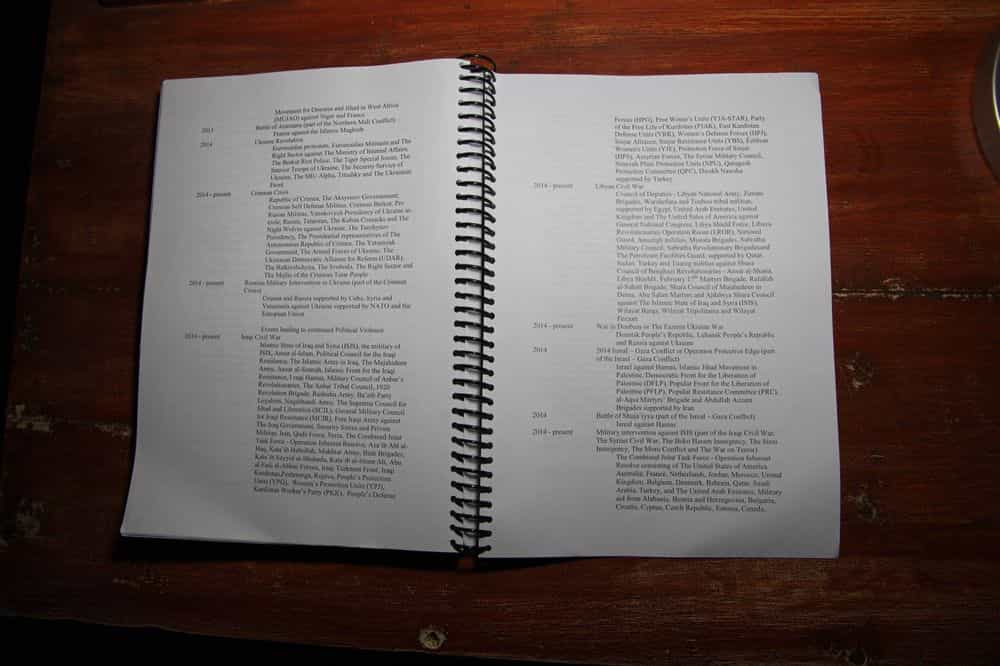 Movement for Oneness and Jihad in West Africa
(MUJAO) against Niger and France
2013 Battle of (part of the Northern Mali Conflict)
France against the Islamic Maghreb
2014 Ukraine Revolution
Euromaidan protesters, Euromaidan and The
Right Sector against The Ministry of Internal Affairs,
The Berkut Riot Police, The Tiger Special forces, The
Interior Troops of Ukraine, The Security Service of
Ukraine, The SBU Alpha, Titushky and The Ukrainian
Front
2014 - present Crimean Crisis
Republic of Crimea, The Aksyonov Government,
Crimean Self Defense Militias, Crimean Berkut, Pro
Russian Militias, Yanukovych Presidency of Ukraine in-
exile, Russia, Tatarstan, The Kuban Cossacks and The
Night Wolves against Ukraine, The Turchynov
Presidency, The Presidential representatives of The
Autonomous Republic of Crimea, The Yatsenyuk
Government, The Armed Forces of Ukraine, The
Ukrainian Democratic Alliance for Reform (UDAR),
The Batkivshchyna, The Svoboda, The Right Sector and
The Mejlis of the Crimean Tatar People
2014 - present Russian Military Intervention in Ukraine (part of the Crimean
Crisis)
Crimea and Russia supported by Cuba, Syria and
Venezuela against Ukraine supported by NATO and the
European Union
Events leading to continued Political Violence
2014 - present Iraqi Civil War
Islamic State of Iraq and Syria (ISIS), the military of
ISIS, Ansar al-Islam, Political Council for the Iraqi
Resistance, The Islamic Army in Iraq, The Mujahideen
Army, Ansar al-Sunnah, Islamic Front for the Iraqi
Resistance, Iraqi Hamas, Military Council of Anbar's
Revolutionaries, The Anbar Tribal Council, 1920
Revolution Brigade, Rashidin Army, Ba'ath Party
Loyalists, Naqshbandi Army, The Supreme Council for
Jihad and Liberation (SCJL), General Military Council
for Iraqi Resistance (MCIR), Free Iraqi Army against
The Iraq Government, Security forces and Private
Militias, Iran, Quds Force, Syria, The Combined Joint
Task Force - Operation Inherent Resolve, Asa'ib Ahl al-
Haq, Kata'ib Hizbollah, Mukhtar Army, Badr Brigades,
Kata'ib Sayyid al-Shuhada, Kata'ib al-Imam Ali, Abu
al-Fadl al-Abbas Forces, Iraqi Turkmen Front, Iraqi
Kurdistan, Peshmerga, Rojava, People's Protection
Units (YPG), Women's Protection Units (YPJ),
Kurdistan Worker's Party (PKK), People's Defence
Forces (HPG), Free Women's Units (YJA-STAR), Party
of the Free Life of Kurdistan (PJAK), East Kurdistan
Defense Units (YRK), Women's Defence Forces (HPJ),
Sinjar Alliance, Sinjar Resistance Units (YBS), Êzîdxan
Women's Units (YJE), Protection Force of Sinjar
(HPŞ), Assyrian Forces, The Syriac Military Council,
Nineveh Plain Protection Units (NPU), Qaraqosh
Protection Committee (QPC), Dwekh Nawsha
supported by Turkey
2014 - present Libyan Civil War
Council of Deputies - Libyan National Army, Zintan
Brigades, Warshefana and Toubou tribal militias,
supported by Egypt, United Arab Emirates, United
Kingdom and The United States of America against
General National Congress, Libya Shield Force, Libera
Revolutionaries Operation Room (LROR), National
Guard, Amazigh militias, Misrata Brigades, Sabratha
Military Council, Sabratha Revolutionary Brigades and
The Petroleum Facilities Guard, supported by Qatar,
Sudan, Turkey and Tuareg militias against Shura
Council of Benghazi Revolutionaries - Ansar al-Sharia,
Libya Shield1, February 17th Martyrs Brigade, Rafallah
al-Sahati Brigade, Shura Council of Mujahideen in
Derna, Abu Salim Martyrs and Ajdabiya Shura Council
against The Islamic State of Iraq and Syria (ISIS),
Wilayat Barqa, Wilayat Tripolitania and Wilayat
Fezzan
2014 - present War in Donbass or The Eastern Ukraine War
Donetsk People's Republic, Luhansk People's Republic
and Russia against Ukraine
2014 2014 Isreal – Gaza Conflict or Operation Protective Edge (part
of the Israel – Gaza Conflict)
Israel against Hamas, Islamic Jihad Movement in
Palestine, Democratic Front for the Liberation of
Palestine (DFLP), Popular Front for the Liberation of
Palestine (PFLP), Popular Resistance Committee (PRC),
al-Aqsa Martyrs' Brigade and Abdullah Azzam
Brigades supported by Iran
2014 Battle of Shuja'iyya (part of the Israel – Gaza Conflict)
Israel against Hamas
2014 - present Military intervention against ISIS (part of the Iraqi Civil War,
The Syrian Civil War, The Boko Haram Insurgency, The Sinai
Insurgency, The Moro Conflict and The War on Terror)
The Combined Joint Task Force - Operation Inherent
Resolve consisting of The United States of America,
Australia, France, Netherlands, Jordan, Morocco, United
Kingdom, Belgium, Denmark, Bahrain, Qatar, Saudi
Arabia, Turkey, and The United Arab Emirates, Military
aid from Albania, Bosnia and Herzegovina, Bulgaria,
Croatia, Cyprus, Czech Republic, Estonia, Canada,